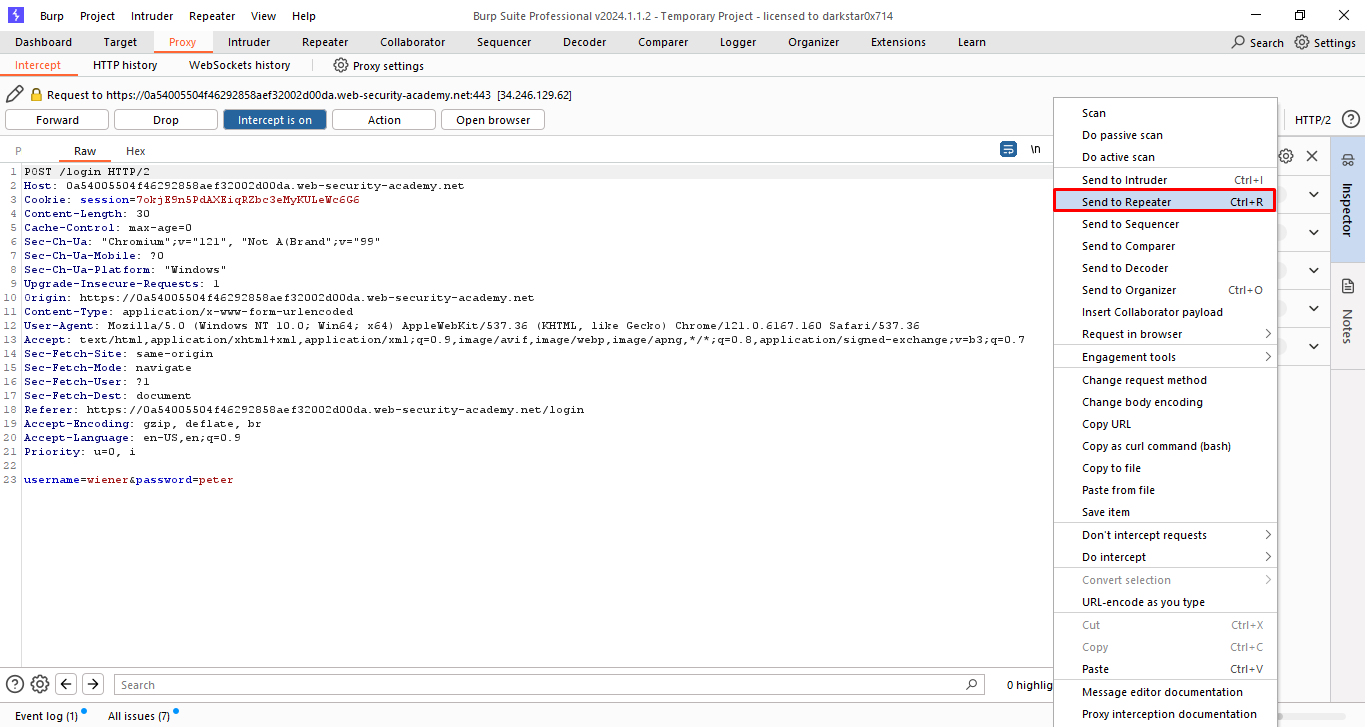 Burp Project Intruder Repeater View Help Burp Suite Professional v2024.1.1.2 - Temporary Project - licensed to darkstar0x714
Dashboard Target Proxy Intruder Repeater Collaborator Sequencer Decoder Comparer Logger Organizer Extensions Learn Search Settings
Intercept HTTP history WebSockets history Proxy settings
Request to https://0a54005504f46292858aef32002d00da.web-security-academy.net:443 [34.246.129.62]
Forward Drop Intercept is on Action Open browser HTTP/2 ?
P Raw Hex \n
1 POST /login HTTP/2
2 Host: 0a54005504f46292858aef32002d00da.web-security-academy.net
3 Cookie: session=7okjE9n5PdAXEiqRZbc3eMyKULeWc6G6
4 Content-Length: 30
5 Cache-Control: max-age=0
6 Sec-Ch-Ua: "Chromium";v="121", "Not A(Brand";v="99"
7 Sec-Ch-Ua-Mobile: ?0
8 Sec-Ch-Ua-Platform: "Windows"
9 Upgrade-Insecure-Requests: 1
10 Origin: https://0a54005504f46292858aef32002d00da.web-security-academy.net
11 Content-Type: application/x-www-form-urlencoded
12 User-Agent: Mozilla/5.0 (Windows NT 10.0; Win64; x64) AppleWebKit/537.36 (KHTML, like Gecko) Chrome/121.0.6167.160 Safari/537.36
13 Accept: text/html,application/xhtml+xml,application/xml;q=0.9,image/avif,image/webp,image/apng,*/*;q=0.8,application/signed-exchange;v=b3;q=0.7
14 Sec-Fetch-Site: same-origin
15 Sec-Fetch-Mode: navigate
16 Sec-Fetch-User: ?1
17 Sec-Fetch-Dest: document
18 Referer: https://0a54005504f46292858aef32002d00da.web-security-academy.net/login
19 Accept-Encoding: gzip, deflate, br
20 Accept-Language: en-US,en;q=0.9
21 Priority: u=0, i
22
23 username=wiener&password=peter
Scan
Do passive scan
Do active scan
Send to Intruder Ctrl+I
Send to Repeater Ctrl+R
Send to Sequencer
Send to Comparer
Send to Decoder
Send to Organizer Ctrl+O
Insert Collaborator payload
Request in browser
Engagement tools
Change request method
Change body encoding
Copy URL
Copy as curl command (bash)
Copy to file
Paste from file
Save item
Don't intercept requests
Do intercept
Convert selection
URL-encode as you type
Cut Ctrl+X
Copy Ctrl+C
Paste Ctrl+V
Message editor documentation
Proxy interception documentation
Inspector
Notes
? Search 0 highlig
Event log (1) All issues (7)